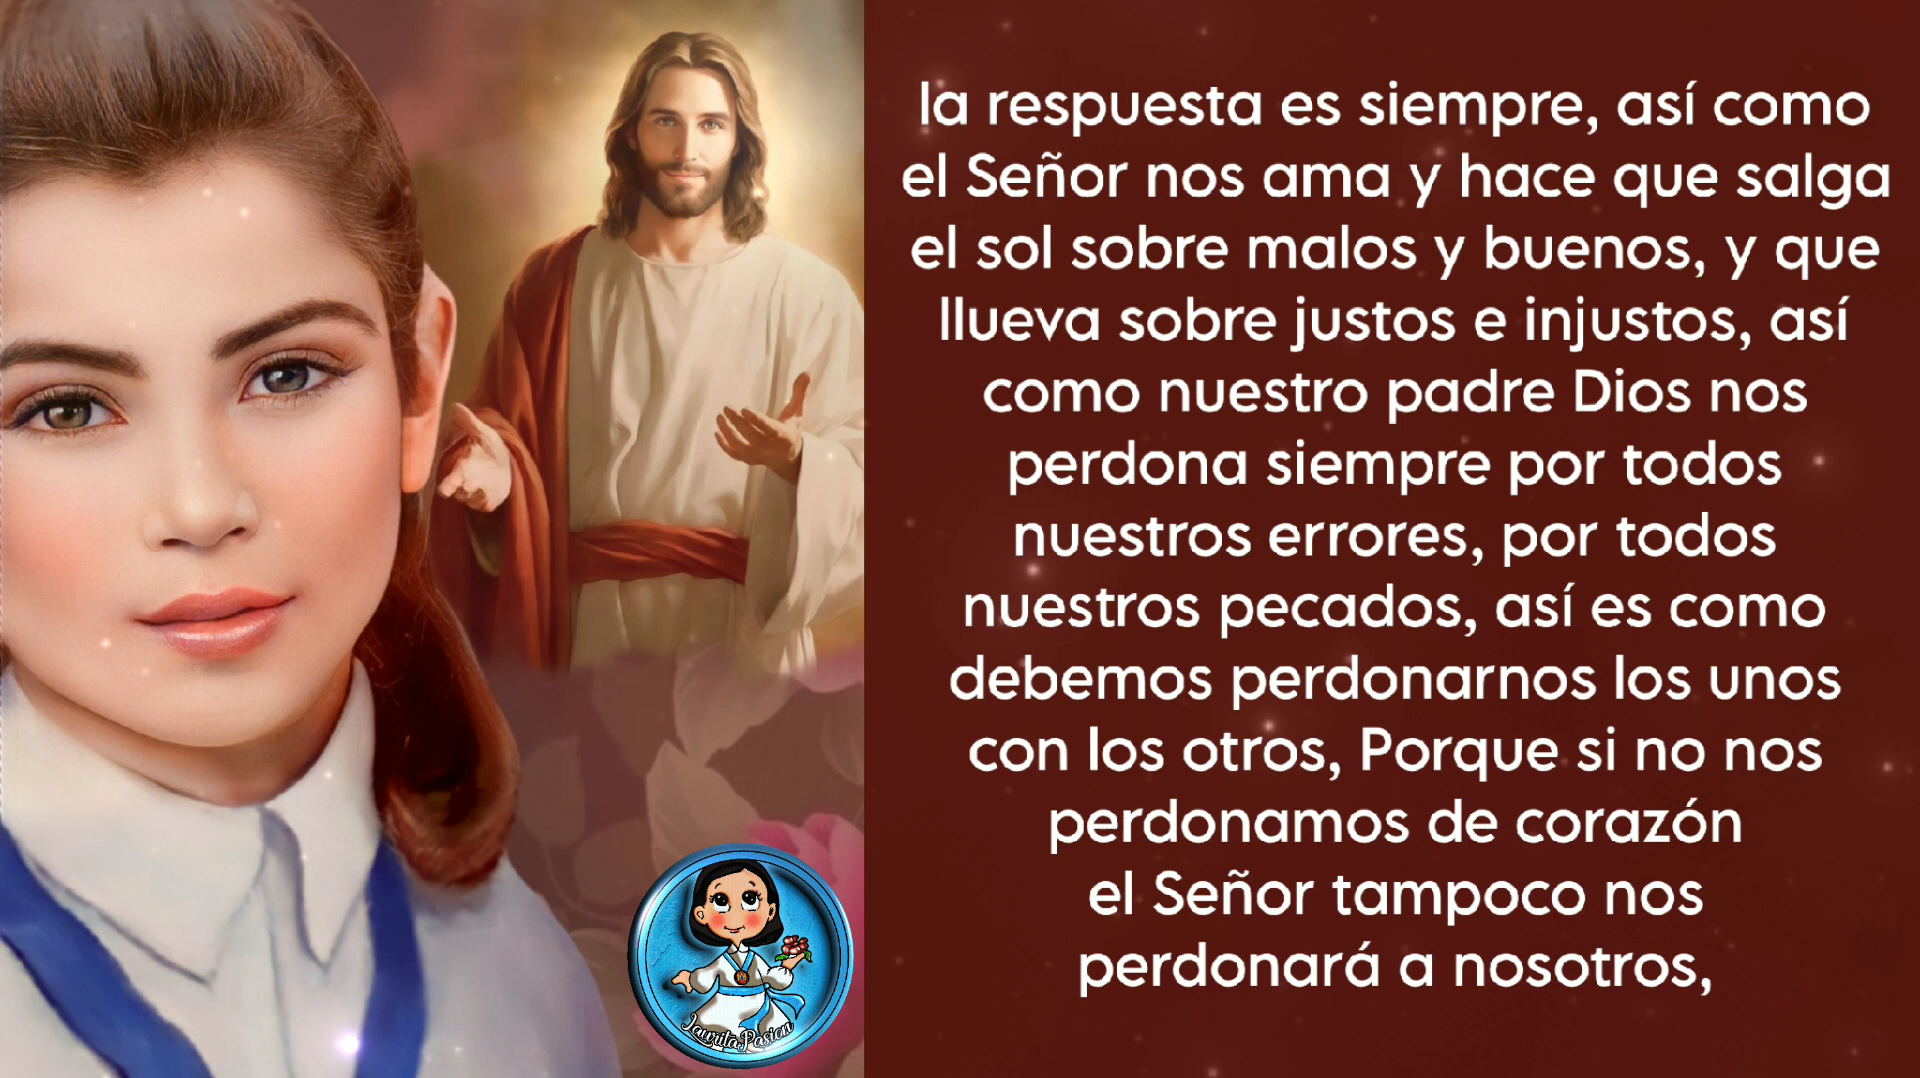 la respuesta es siempre, así como
el Señor nos ama y hace que salga
el sol sobre malos y buenos, y que
llueva sobre justos e injustos, así
como nuestro padre Dios nos
perdona siempre por todos
nuestros errores, por todos
nuestros pecados, así es como
debemos perdonarnos los unos
con los otros, Porque si no nos
perdonamos de corazón
el Señor tampoco nos
perdonará a nosotros,
Laurita Pasion